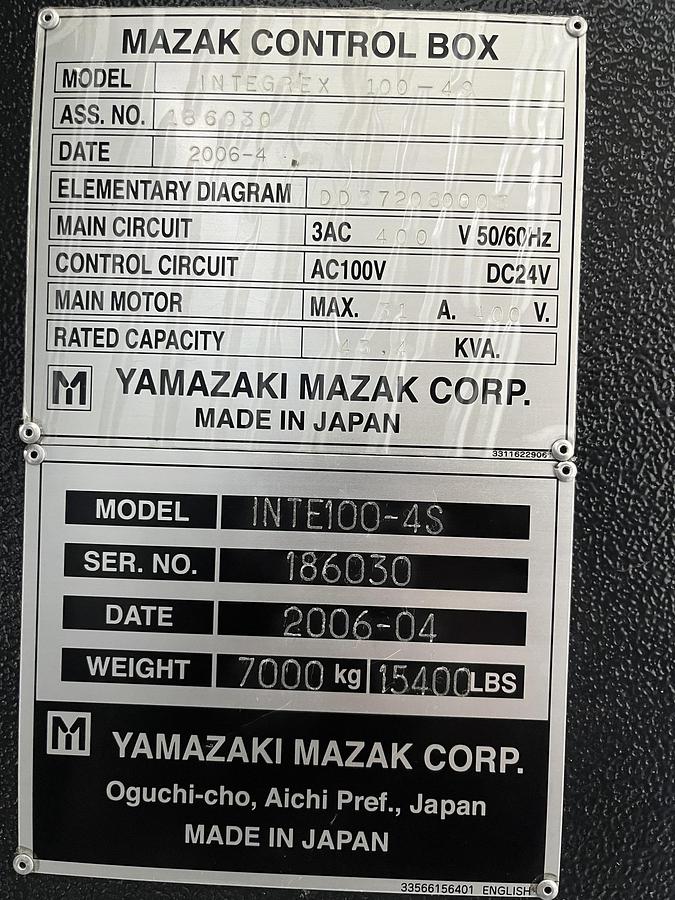 MAZAK CONTROL BOX
MODEL INTEGREX 100-4S
ASS. NO. 186030
DATE 2006-4
ELEMENTARY DIAGRAM
MAIN CIRCUIT 3AC 400 V 50/60Hz
CONTROL CIRCUIT AC100V DC24V
MAIN MOTOR MAX. 31 A. 400 V.
RATED CAPACITY KVA.
YAMAZAKI MAZAK CORP.
MADE IN JAPAN
MODEL INTE100-4S
SER. NO. 186030
DATE 2006-04
WEIGHT 7000 kg 15400 LBS
YAMAZAKI MAZAK CORP.
Oguchi-cho, Aichi Pref., Japan
MADE IN JAPAN
33566156401 ENGLISH